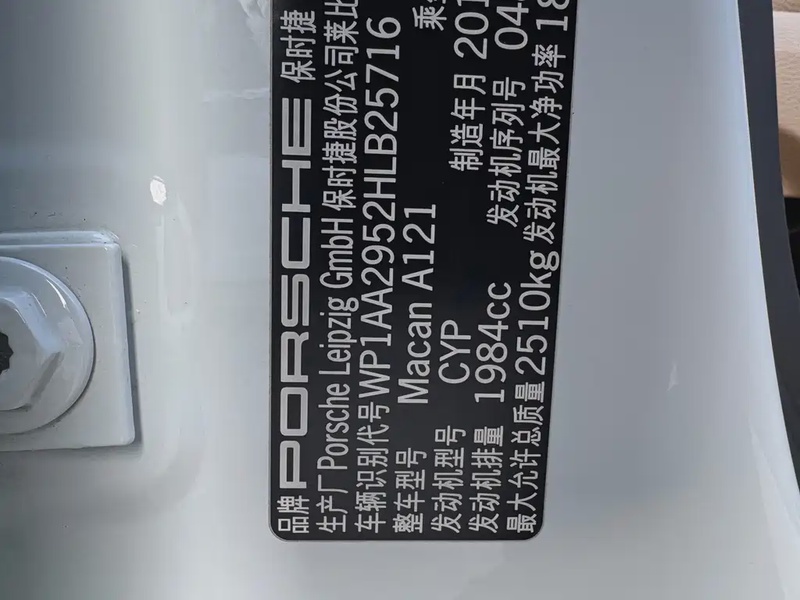 品牌 PORSCHE 保时捷
生产厂 Porsche Leipzig GmbH 保时捷股份公司莱比
车辆识别代号 WP1AA2952HLB25716
整车型号 Macan A121 乘
发动机型号 CYP 制造年月 201
发动机排量 1984cc 发动机序列号 04
最大允许总质量 2510kg 发动机最大净功率 18